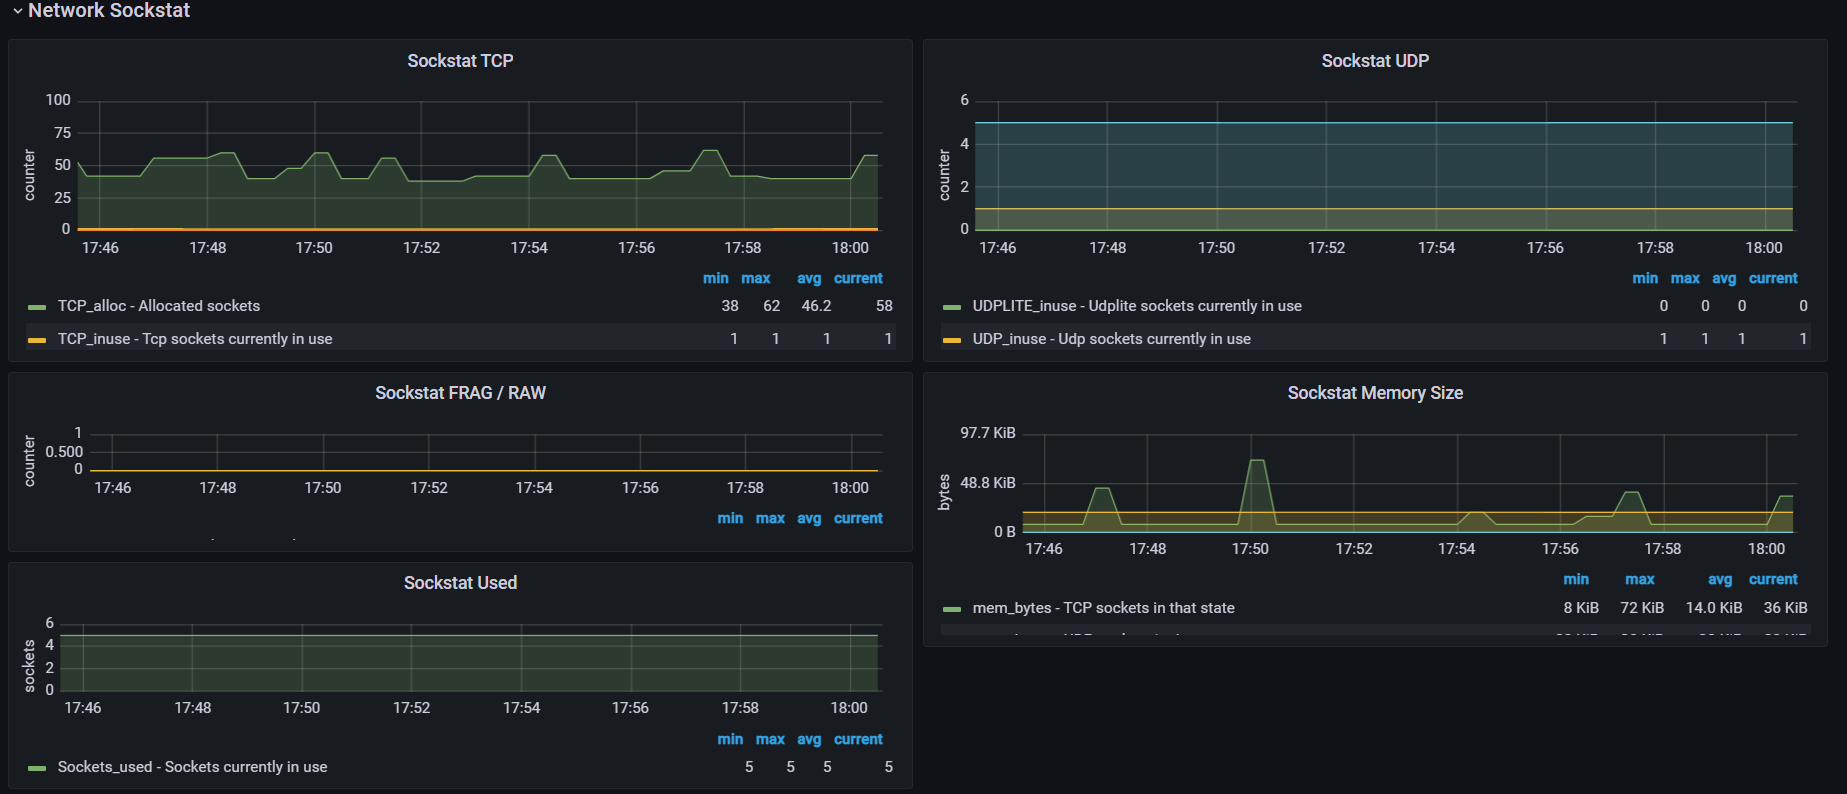 Network Sockstat
Sockstat TCP
counter
100
75
50
25
0
17:46 17:48 17:50 17:52 17:54 17:56 17:58 18:00
min max avg current
TCP_alloc - Allocated sockets 38 62 46.2 58
TCP_inuse - Tcp sockets currently in use 1 1 1 1
Sockstat UDP
counter
6
4
2
0
17:46 17:48 17:50 17:52 17:54 17:56 17:58 18:00
min max avg current
UDPLITE_inuse - Udplite sockets currently in use 0 0 0 0
UDP_inuse - Udp sockets currently in use 1 1 1 1
Sockstat FRAG / RAW
counter
1
0.500
0
17:46 17:48 17:50 17:52 17:54 17:56 17:58 18:00
min max avg current
Sockstat Memory Size
bytes
97.7 KiB
48.8 KiB
0 B
17:46 17:48 17:50 17:52 17:54 17:56 17:58 18:00
min max avg current
mem_bytes - TCP sockets in that state 8 KiB 72 KiB 14.0 KiB 36 KiB
Sockstat Used
sockets
6
4
2
0
17:46 17:48 17:50 17:52 17:54 17:56 17:58 18:00
min max avg current
Sockets_used - Sockets currently in use 5 5 5 5